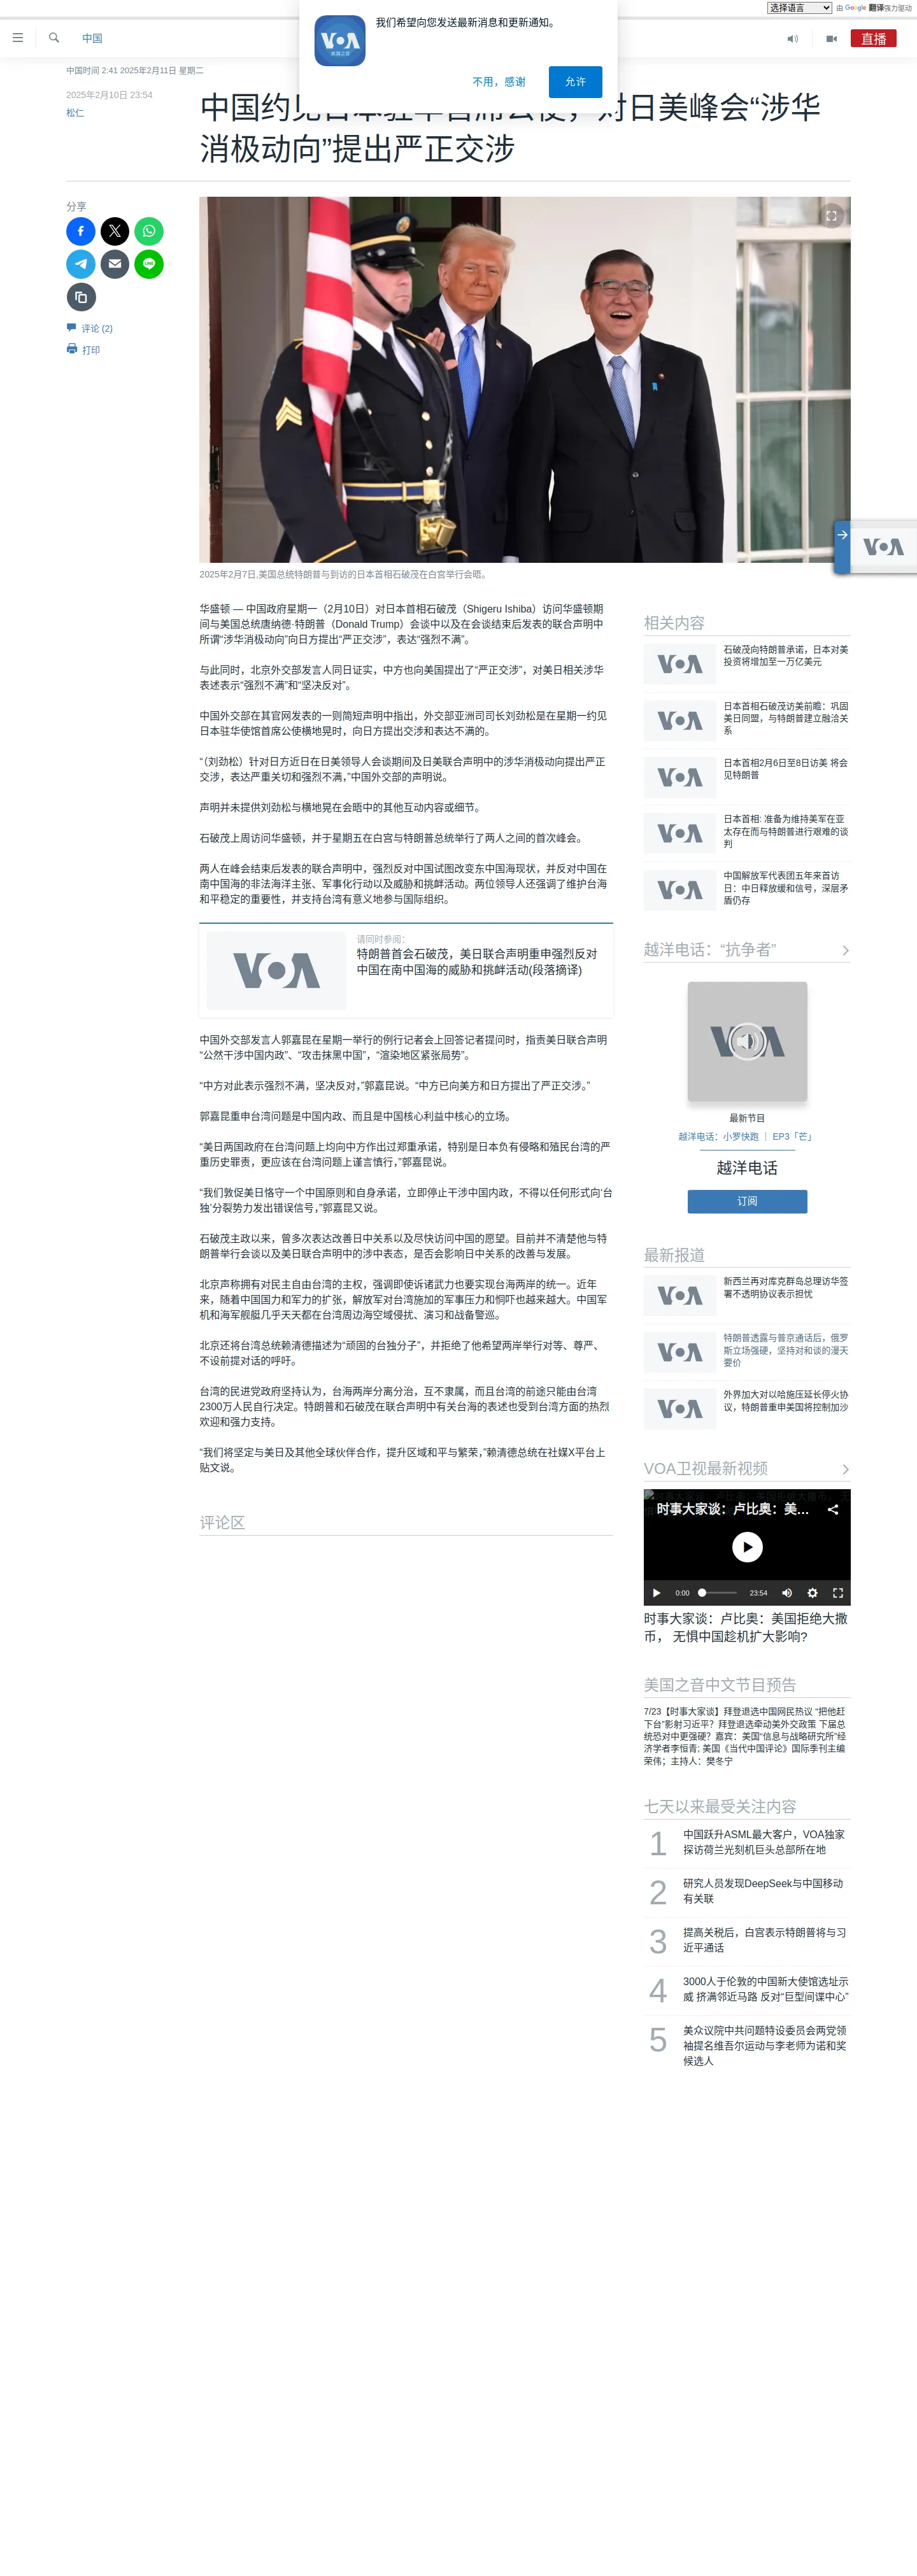 选择语言 由 Google 翻译强力驱动
中国
直播
我们希望向您发送最新消息和更新通知。
不用，感谢
允许
VOA
美国之音
中国时间 2:41 2025年2月11日 星期二
2025年2月10日 23:54
松仁
对日美峰会“涉华
消极动向”提出严正交涉
分享
LINE
评论 (2)
打印
2025年2月7日,美国总统特朗普与到访的日本首相石破茂在白宫举行会晤。
VOA
华盛顿 — 中国政府星期一（2月10日）对日本首相石破茂（Shigeru Ishiba）访问华盛顿期
间与美国总统唐纳德·特朗普（Donald Trump）会谈中以及在会谈结束后发表的联合声明中
所谓“涉华消极动向”向日方提出“严正交涉”，表达“强烈不满”。
与此同时，北京外交部发言人同日证实，中方也向美国提出了“严正交涉”，对美日相关涉华
表述表示“强烈不满”和“坚决反对”。
中国外交部在其官网发表的一则简短声明中指出，外交部亚洲司司长刘劲松是在星期一约见
日本驻华使馆首席公使横地晃时，向日方提出交涉和表达不满的。
“（刘劲松）针对日方近日在日美领导人会谈期间及日美联合声明中的涉华消极动向提出严正
交涉，表达严重关切和强烈不满，”中国外交部的声明说。
声明并未提供刘劲松与横地晃在会晤中的其他互动内容或细节。
石破茂上周访问华盛顿，并于星期五在白宫与特朗普总统举行了两人之间的首次峰会。
两人在峰会结束后发表的联合声明中，强烈反对中国试图改变东中国海现状，并反对中国在
南中国海的非法海洋主张、军事化行动以及威胁和挑衅活动。两位领导人还强调了维护台海
和平稳定的重要性，并支持台湾有意义地参与国际组织。
VOA
请同时参阅:
特朗普首会石破茂，美日联合声明重申强烈反对
中国在南中国海的威胁和挑衅活动(段落摘译)
中国外交部发言人郭嘉昆在星期一举行的例行记者会上回答记者提问时，指责美日联合声明
“公然干涉中国内政”、“攻击抹黑中国”，“渲染地区紧张局势”。
“中方对此表示强烈不满，坚决反对，”郭嘉昆说。“中方已向美方和日方提出了严正交涉。”
郭嘉昆重申台湾问题是中国内政、而且是中国核心利益中核心的立场。
“美日两国政府在台湾问题上均向中方作出过郑重承诺，特别是日本负有侵略和殖民台湾的严
重历史罪责，更应该在台湾问题上谨言慎行，”郭嘉昆说。
“我们敦促美日恪守一个中国原则和自身承诺，立即停止干涉中国内政，不得以任何形式向‘台
独’分裂势力发出错误信号，”郭嘉昆又说。
石破茂主政以来，曾多次表达改善日中关系以及尽快访问中国的愿望。目前并不清楚他与特
朗普举行会谈以及美日联合声明中的涉中表态，是否会影响日中关系的改善与发展。
北京声称拥有对民主自由台湾的主权，强调即使诉诸武力也要实现台海两岸的统一。近年
来，随着中国国力和军力的扩张，解放军对台湾施加的军事压力和恫吓也越来越大。中国军
机和海军舰艇几乎天天都在台湾周边海空域侵扰、演习和战备警巡。
北京还将台湾总统赖清德描述为“顽固的台独分子”，并拒绝了他希望两岸举行对等、尊严、
不设前提对话的呼吁。
台湾的民进党政府坚持认为，台海两岸分离分治，互不隶属，而且台湾的前途只能由台湾
2300万人民自行决定。特朗普和石破茂在联合声明中有关台海的表述也受到台湾方面的热烈
欢迎和强力支持。
“我们将坚定与美日及其他全球伙伴合作，提升区域和平与繁荣，”赖清德总统在社媒X平台上
贴文说。
评论区
相关内容
VOA
石破茂向特朗普承诺，日本对美
投资将增加至一万亿美元
VOA
日本首相石破茂访美前瞻：巩固
美日同盟，与特朗普建立融洽关
系
VOA
日本首相2月6日至8日访美 将会
见特朗普
VOA
日本首相: 准备为维持美军在亚
太存在而与特朗普进行艰难的谈
判
VOA
中国解放军代表团五年来首访
日：中日释放缓和信号，深层矛
盾仍存
越洋电话：“抗争者”
VOA
最新节目
越洋电话：小罗快跑 ｜ EP3「芒」
越洋电话
订阅
最新报道
VOA
新西兰再对库克群岛总理访华签
署不透明协议表示担忧
VOA
特朗普透露与普京通话后，俄罗
斯立场强硬，坚持对和谈的漫天
要价
VOA
外界加大对以哈施压延长停火协
议，特朗普重申美国将控制加沙
VOA卫视最新视频
时事大家谈：卢比奥：美...
0:00
23:54
时事大家谈：卢比奥：美国拒绝大撒
币， 无惧中国趁机扩大影响?
美国之音中文节目预告
7/23【时事大家谈】拜登退选中国网民热议 “把他赶
下台”影射习近平？拜登退选牵动美外交政策 下届总
统恐对中更强硬？嘉宾：美国“信息与战略研究所”经
济学者李恒青; 美国《当代中国评论》国际季刊主编
荣伟；主持人：樊冬宁
七天以来最受关注内容
1
中国跃升ASML最大客户，VOA独家
探访荷兰光刻机巨头总部所在地
2
研究人员发现DeepSeek与中国移动
有关联
3
提高关税后，白宫表示特朗普将与习
近平通话
4
3000人于伦敦的中国新大使馆选址示
威 挤满邻近马路 反对“巨型间谍中心”
5
美众议院中共问题特设委员会两党领
袖提名维吾尔运动与李老师为诺和奖
候选人